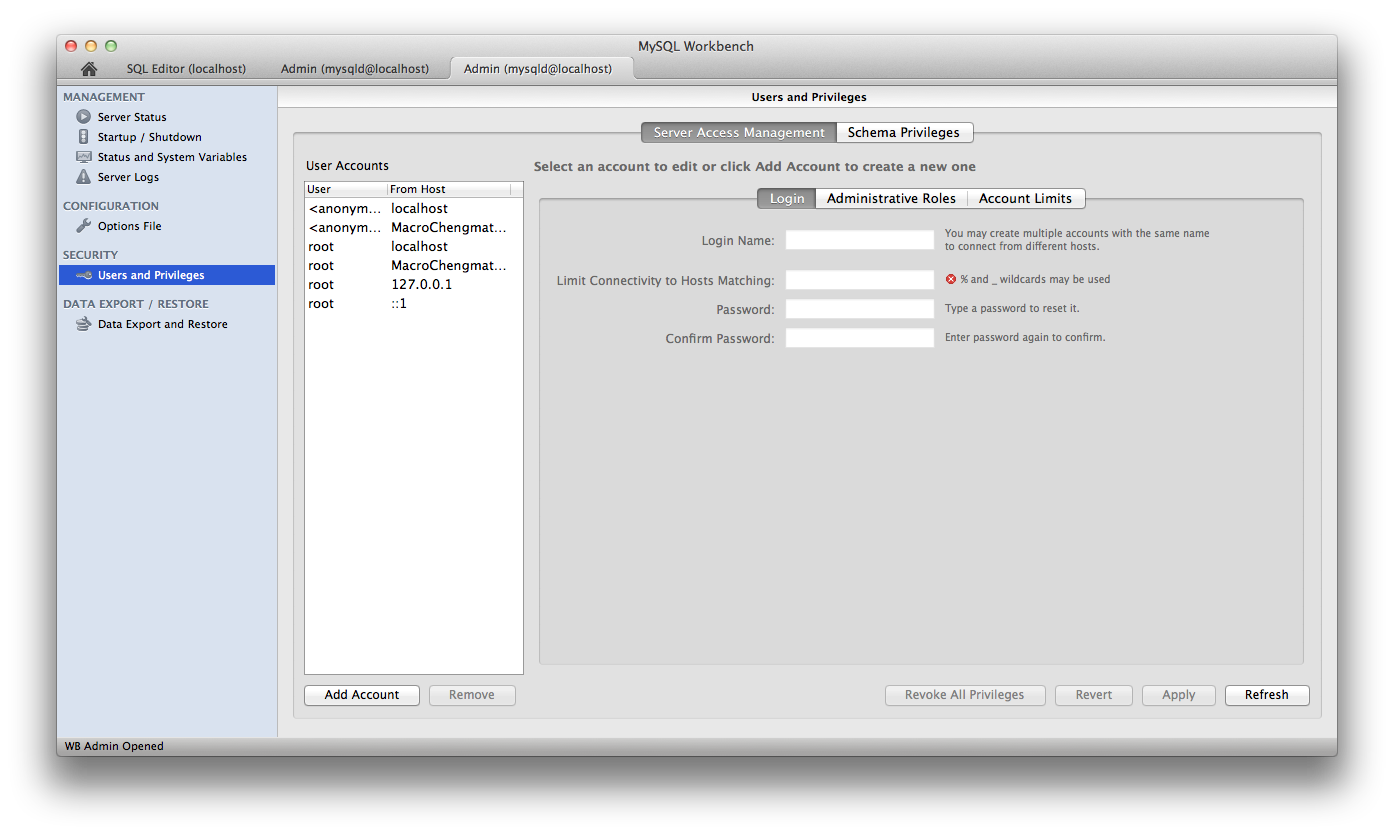 MySQL Workbench
SQL Editor (localhost) Admin (mysqld@localhost) Admin (mysqld@localhost)
MANAGEMENT
Server Status
Startup / Shutdown
Status and System Variables
Server Logs
CONFIGURATION
Options File
SECURITY
Users and Privileges
DATA EXPORT / RESTORE
Data Export and Restore
Users and Privileges
Server Access Management Schema Privileges
User Accounts
User From Host
<anonym... localhost
<anonym... MacroChengmat...
root localhost
root MacroChengmat...
root 127.0.0.1
root ::1
Add Account Remove
Select an account to edit or click Add Account to create a new one
Login Administrative Roles Account Limits
Login Name:
You may create multiple accounts with the same name
to connect from different hosts.
Limit Connectivity to Hosts Matching: % and _ wildcards may be used
Password: Type a password to reset it.
Confirm Password: Enter password again to confirm.
Revoke All Privileges Revert Apply Refresh
WB Admin Opened